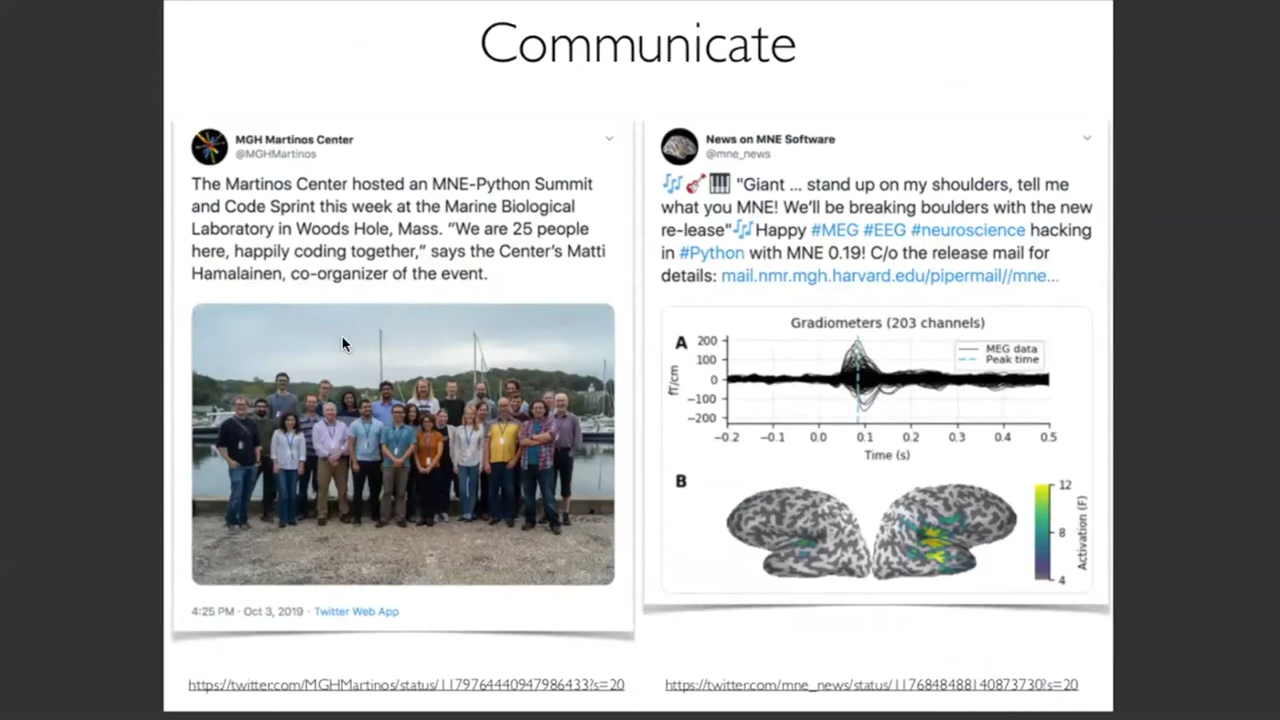 Communicate
MGH Martinos Center
@MGHMartinos
The Martinos Center hosted an MNE-Python Summit
and Code Sprint this week at the Marine Biological
Laboratory in Woods Hole, Mass. “We are 25 people
here, happily coding together,” says the Center’s Matti
Hamalainen, co-organizer of the event.
4:25 PM · Oct 3, 2019 · Twitter Web App
https://twitter.com/MGHMartinos/status/1179764440947986433?s=20
News on MNE Software
@mne_news
"Giant ... stand up on my shoulders, tell me
what you MNE! We'll be breaking boulders with the new
re-lease" Happy #MEG #EEG #neuroscience hacking
in #Python with MNE 0.19! C/o the release mail for
details: mail.nmr.mgh.harvard.edu/pipermail//mne...
Gradiometers (203 channels)
A
200
100
0
−100
−200
fT/cm
MEG data
Peak time
−0.2 −0.1 0.0 0.1 0.2 0.3 0.4 0.5
Time (s)
B
12
8
4
Activation (F)
https://twitter.com/mne_news/status/1176848488140873730?s=20